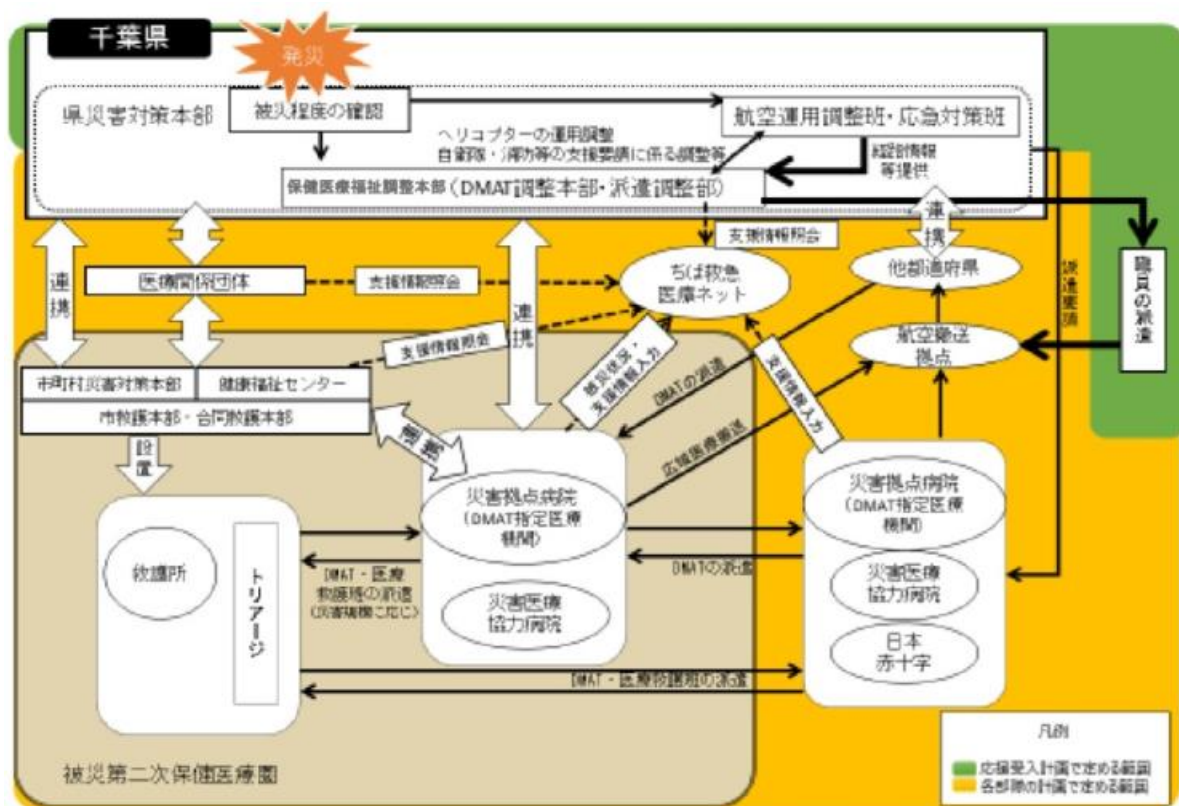 千葉県
発災
県災害対策本部
被災程度の確認
航空運用調整班・応急対策班
ヘリコプターの運用調整
自衛隊・消防等の支援要請に係る調整等
等提供
保健医療福祉調整本部(DMAT調整本部・派遣調整部)
連携
支援情報照会
医療関係団体
支援情報照会
連携
連携
ちば救急
医療ネット
他都道府県
派遣要請
職員の派遣
航空搬送
拠点
支援情報照会
市町村災害対策本部
健康福祉センター
市救護本部・合同救護本部
被災状況・
支援情報入力
DMATの派遣
支援情報入力
広域医療搬送
設置
連携
災害拠点病院
(DMAT指定医療
機関)
災害医療
協力病院
災害拠点病院
(DMAT指定医療
機関)
災害医療
協力病院
日本
赤十字
救護所
トリアージ
DMAT・医療
救護班の派遣
(災害規模に応じ)
DMATの派遣
DMAT・医療救護班の派遣
被災第二次保健医療圏
凡例
応援受入計画で定める範囲
各部隊の計画で定める範囲